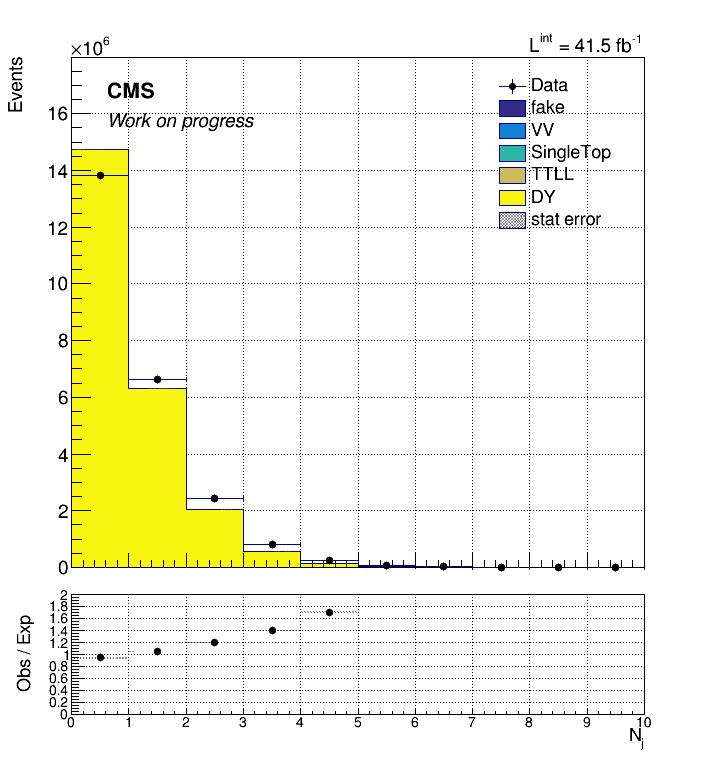 ×10⁶
L^int = 41.5 fb⁻¹
Events
CMS
Work on progress
Data
fake
VV
SingleTop
TTLL
DY
stat error
16
14
12
10
8
6
4
2
0
Obs / Exp
2
1.8
1.6
1.4
1.2
1
0.8
0.6
0.4
0.2
0
0 1 2 3 4 5 6 7 8 9 10
N_j